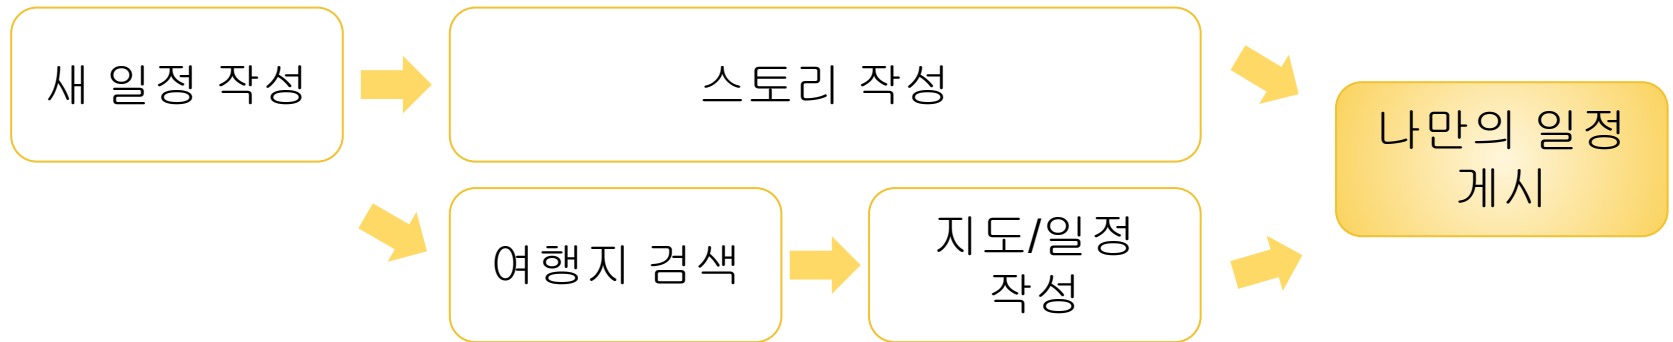 새 일정 작성
스토리 작성
나만의 일정
게시
여행지 검색
지도/일정
작성